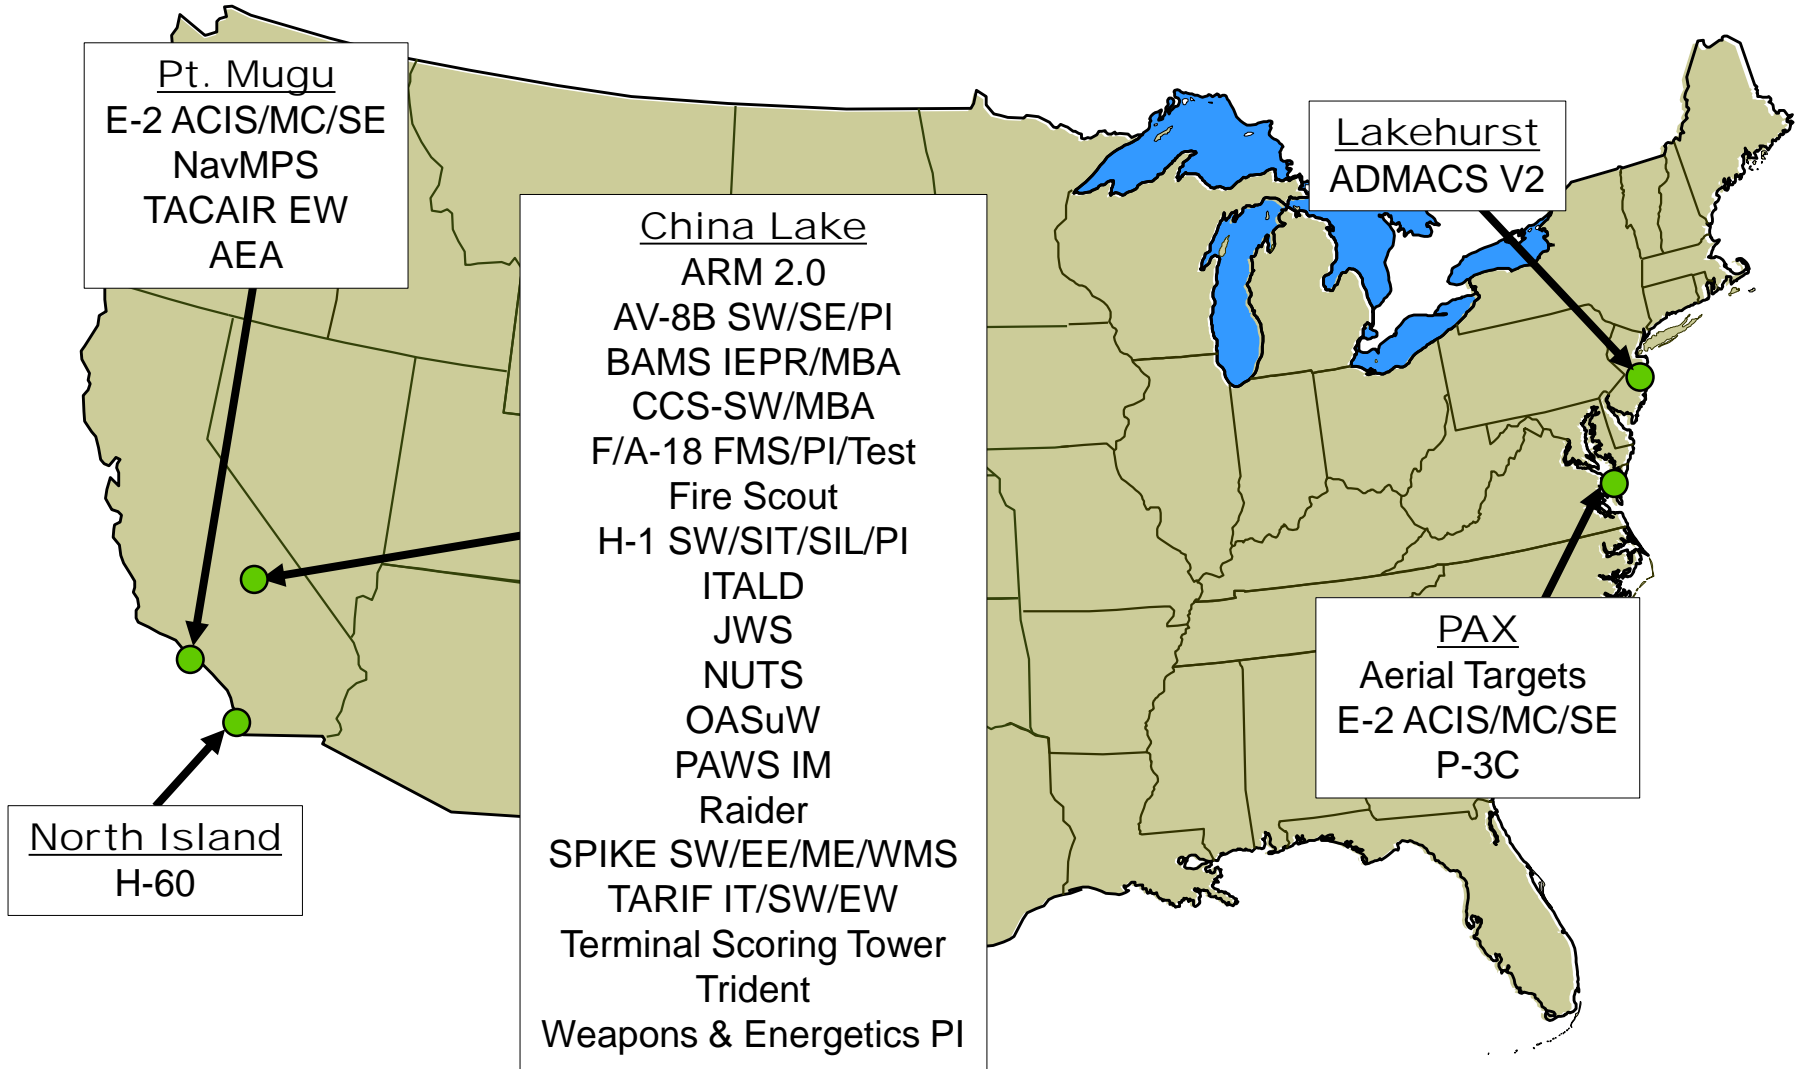 Pt. Mugu
E-2 ACIS/MC/SE
NavMPS
TACAIR EW
AEA
China Lake
ARM 2.0
AV-8B SW/SE/PI
BAMS IEPR/MBA
CCS-SW/MBA
F/A-18 FMS/PI/Test
Fire Scout
H-1 SW/SIT/SIL/PI
ITALD
JWS
NUTS
OASuW
PAWS IM
Raider
SPIKE SW/EE/ME/WMS
TARIF IT/SW/EW
Terminal Scoring Tower
Trident
Weapons & Energetics PI
Lakehurst
ADMACS V2
PAX
Aerial Targets
E-2 ACIS/MC/SE
P-3C
North Island
H-60